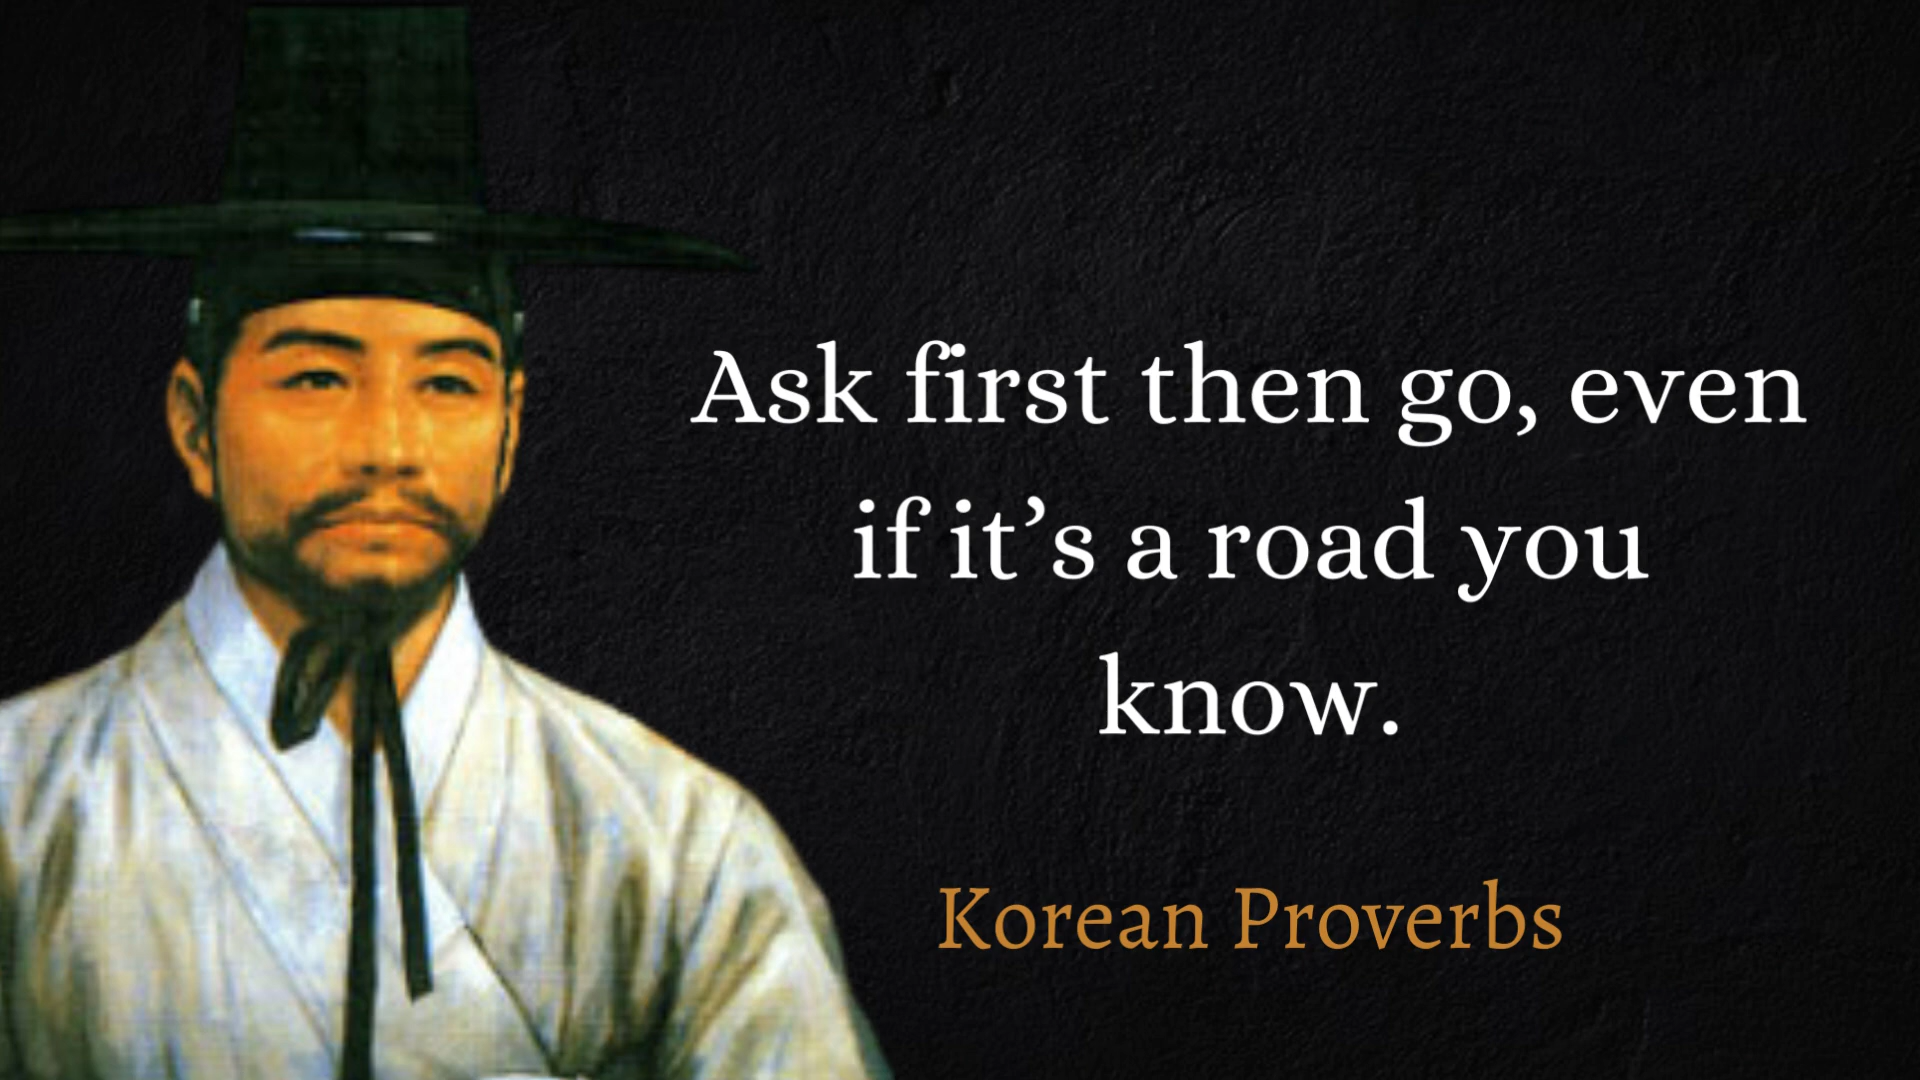 Ask first then go, even
if it’s a road you
know.
Korean Proverbs